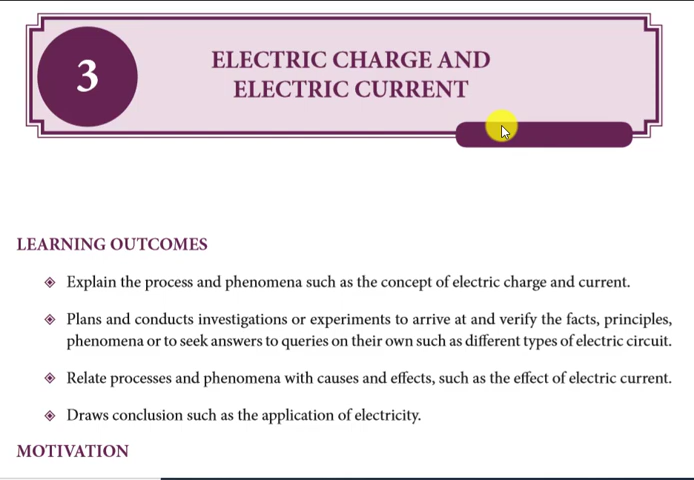 3
ELECTRIC CHARGE AND
ELECTRIC CURRENT
LEARNING OUTCOMES
Explain the process and phenomena such as the concept of electric charge and current.
Plans and conducts investigations or experiments to arrive at and verify the facts, principles,
phenomena or to seek answers to queries on their own such as different types of electric circuit.
Relate processes and phenomena with causes and effects, such as the effect of electric current.
Draws conclusion such as the application of electricity.
MOTIVATION